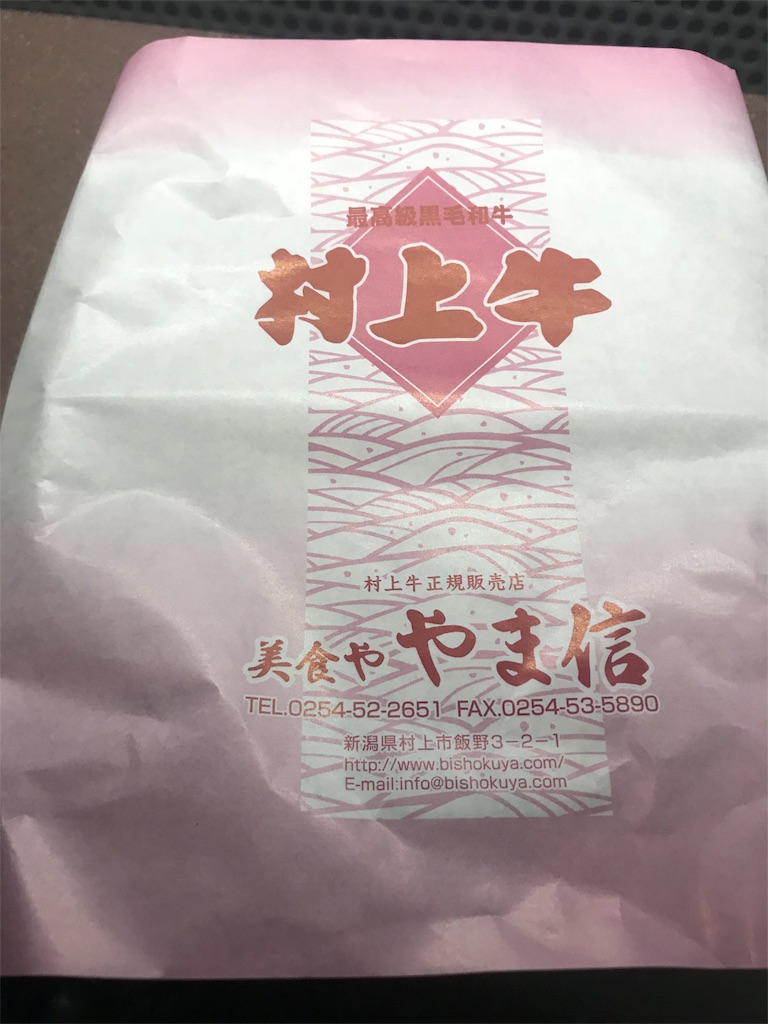 最高級黒毛和牛
村上牛
村上牛正規販売店
美食や やま信
TEL.0254-52-2651 FAX.0254-53-5890
新潟県村上市飯野3-2-1
http://www.bishokuya.com/
E-mail:info@bishokuya.com